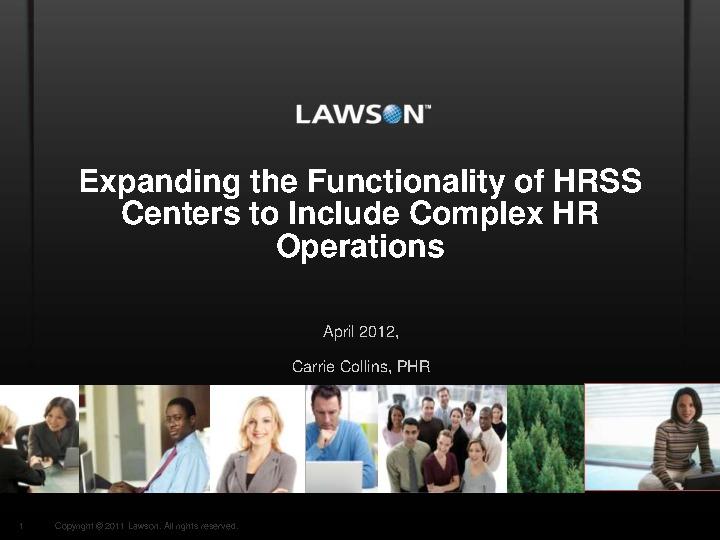 LAWSON™
Expanding the Functionality of HRSS
Centers to Include Complex HR
Operations
April 2012,
Carrie Collins, PHR
1 Copyright © 2011 Lawson. All rights reserved.